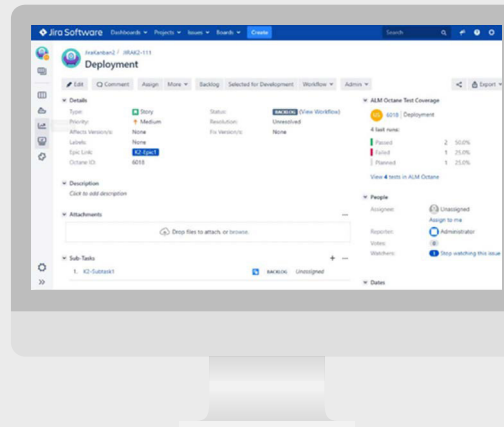 Jira Software Dashboards Projects Issues Boards Create Search
JiraKanban2 / JIRAK2-111
Deployment
Edit Comment Assign More Backlog Selected for Development Workflow Admin Export
Details
Type: Story
Priority: Medium
Affects Version/s: None
Labels: None
Epic Link: K2-Epic1
Octane ID: 6018
Status: BACKLOG (View Workflow)
Resolution: Unresolved
Fix Version/s: None
Description
Click to add description
Attachments
Drop files to attach, or browse.
Sub-Tasks
1. K2-Subtask1 BACKLOG Unassigned
ALM Octane Test Coverage
US 6018 Deployment
4 last runs:
Passed 2 50.0%
Failed 1 25.0%
Planned 1 25.0%
View 4 tests in ALM Octane
People
Assignee: Unassigned
Assign to me
Reporter: Administrator
Votes: 0
Watchers: 1 Stop watching this issue
Dates